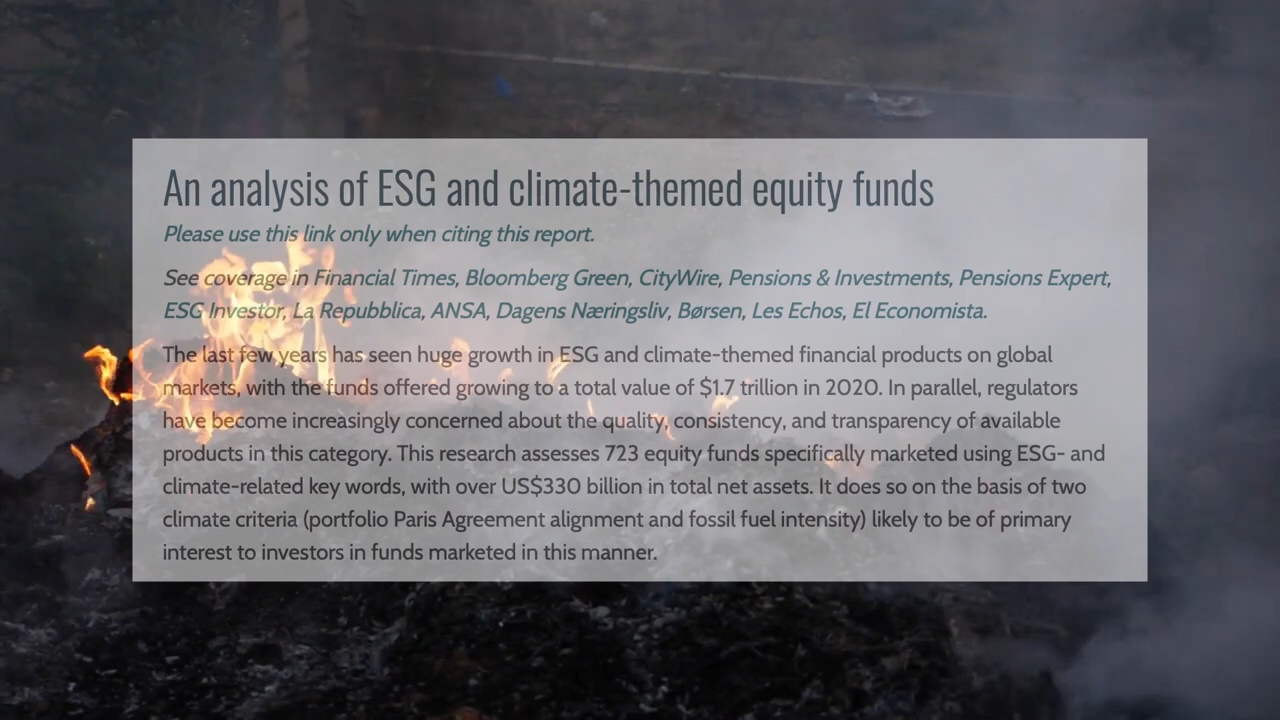 An analysis of ESG and climate-themed equity funds
Please use this link only when citing this report.
See coverage in Financial Times, Bloomberg Green, CityWire, Pensions & Investments, Pensions Expert,
ESG Investor, La Repubblica, ANSA, Dagens Næringsliv, Børsen, Les Echos, El Economista.
The last few years has seen huge growth in ESG and climate-themed financial products on global
markets, with the funds offered growing to a total value of $1.7 trillion in 2020. In parallel, regulators
have become increasingly concerned about the quality, consistency, and transparency of available
products in this category. This research assesses 723 equity funds specifically marketed using ESG- and
climate-related key words, with over US$330 billion in total net assets. It does so on the basis of two
climate criteria (portfolio Paris Agreement alignment and fossil fuel intensity) likely to be of primary
interest to investors in funds marketed in this manner.